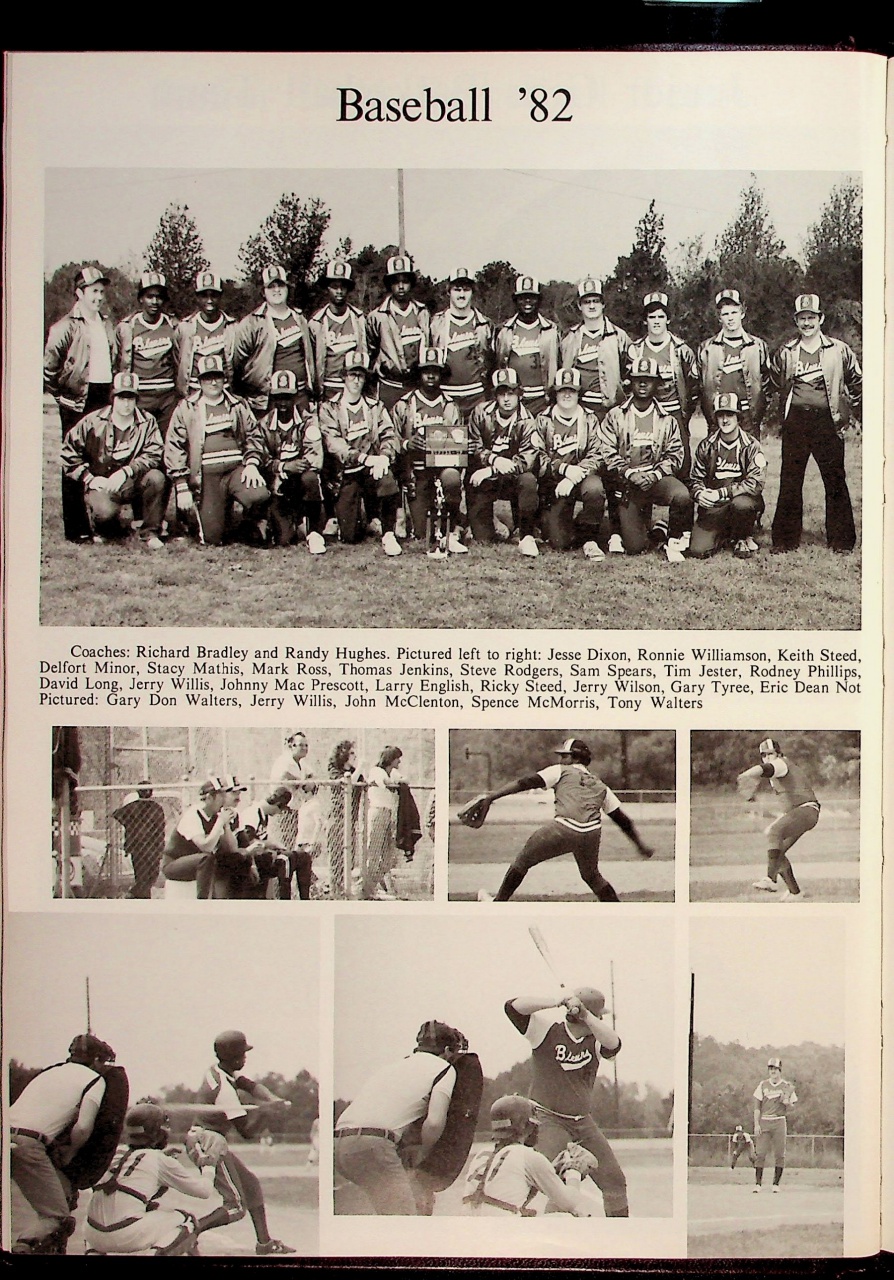 Baseball '82
Coaches: Richard Bradley and Randy Hughes. Pictured left to right: Jesse Dixon, Ronnie Williamson, Keith Steed,
Delfort Minor, Stacy Mathis, Mark Ross, Thomas Jenkins, Steve Rodgers, Sam Spears, Tim Jester, Rodney Phillips,
David Long, Jerry Willis, Johnny Mac Prescott, Larry English, Ricky Steed, Jerry Wilson, Gary Tyree, Eric Dean Not
Pictured: Gary Don Walters, Jerry Willis, John McClenton, Spence McMorris, Tony Walters